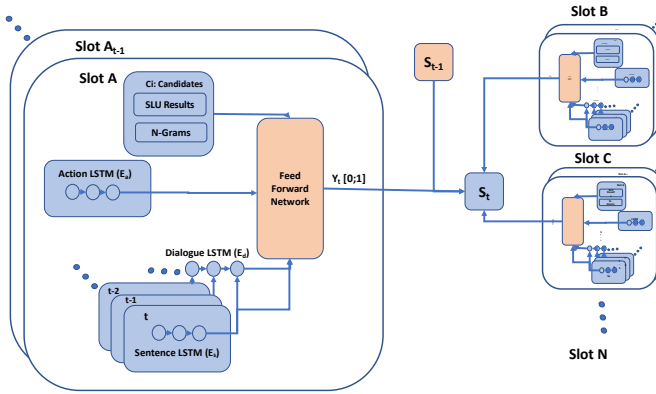 Slot A t-1
Slot A
Ci: Candidates
SLU Results
N-Grams
Action LSTM (Ea)
Feed
Forward
Network
Yt [0;1]
Dialogue LSTM (Ed)
t-2
t-1
t
Sentence LSTM (Es)
St-1
St
Slot B
Slot C
Slot N